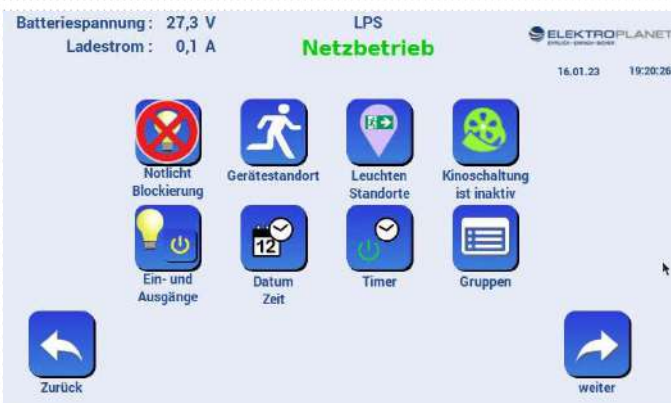 Batteriespannung: 27,3 V
LPS
Ladestrom: 0,1 A
Netzbetrieb
ELEKTROPLANET
16.01.23 19:20:26
Notlicht
Blockierung
Gerätestandort
Leuchten
Standorte
Kinoschaltung
ist inaktiv
12
Ein- und
Ausgänge
Datum
Zeit
Timer
Gruppen
Zurück
weiter